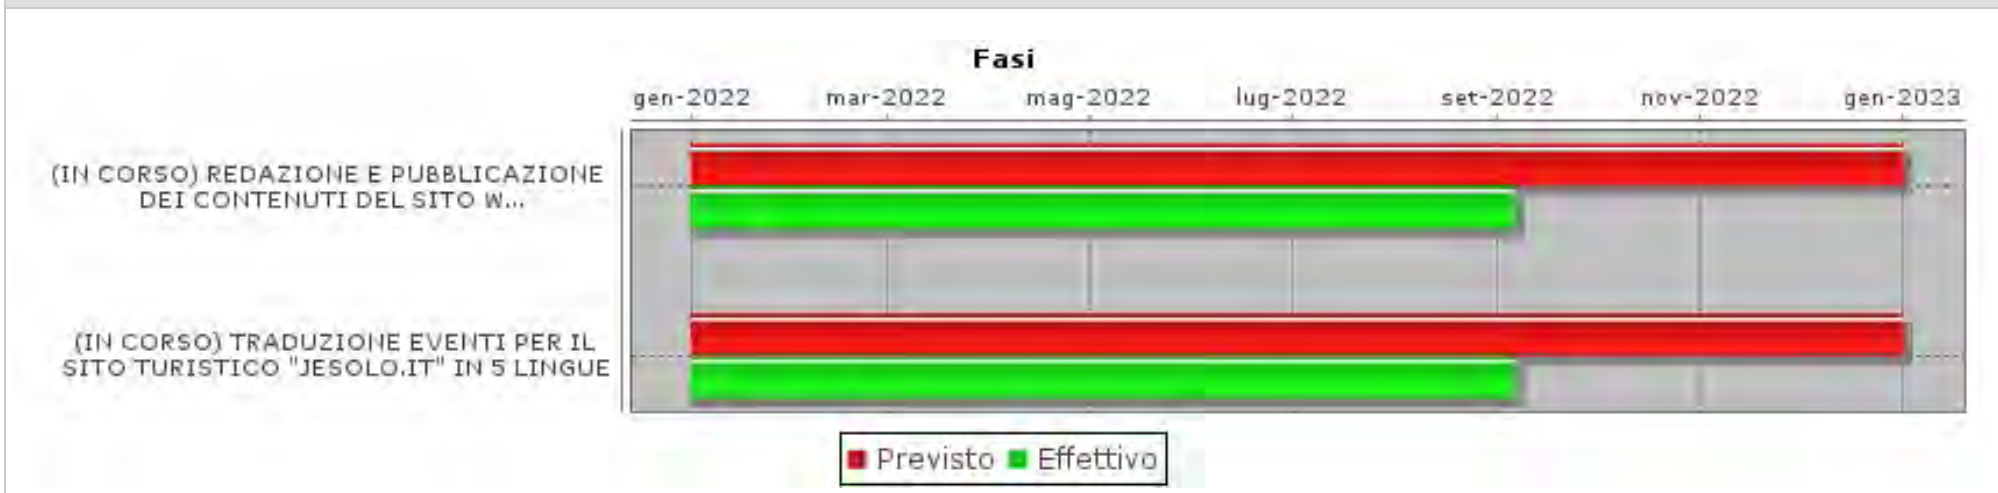 Fasi
gen-2022 mar-2022 mag-2022 lug-2022 set-2022 nov-2022 gen-2023
(IN CORSO) REDAZIONE E PUBBLICAZIONE
DEI CONTENUTI DEL SITO W...
(IN CORSO) TRADUZIONE EVENTI PER IL
SITO TURISTICO "JESOLO.IT" IN 5 LINGUE
Previsto Effettivo